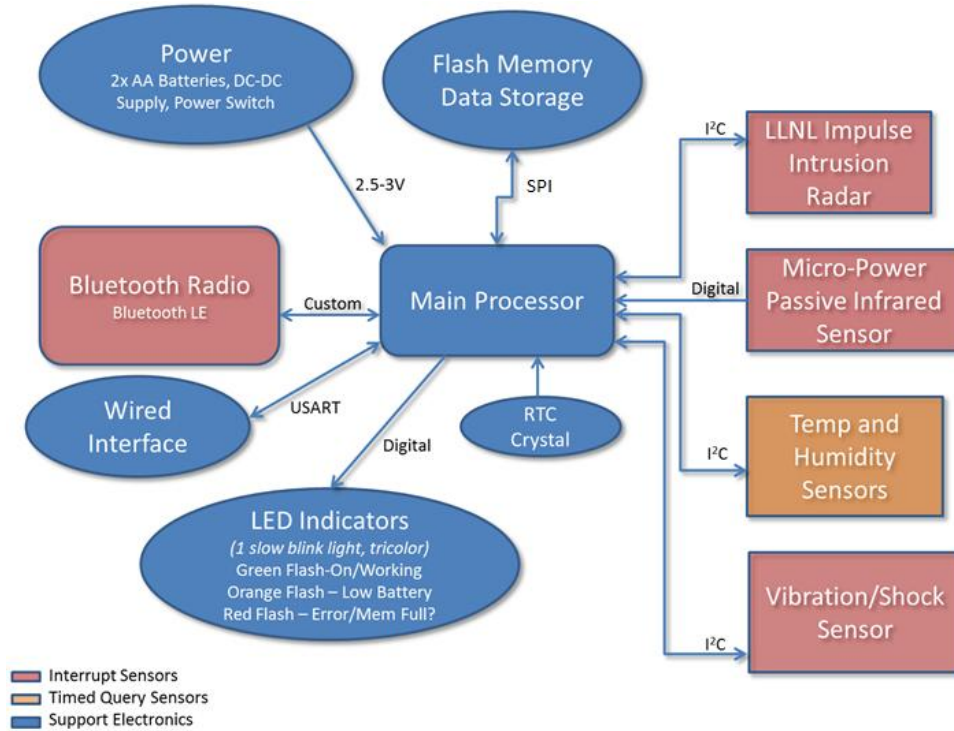 Power
2x AA Batteries, DC-DC
Supply, Power Switch
Flash Memory
Data Storage
I²C
LLNL Impulse
Intrusion
Radar
2.5-3V
SPI
Bluetooth Radio
Bluetooth LE
Custom
Main Processor
Digital
Micro-Power
Passive Infrared
Sensor
Wired
Interface
USART
Digital
RTC
Crystal
I²C
Temp and
Humidity
Sensors
LED Indicators
(1 slow blink light, tricolor)
Green Flash-On/Working
Orange Flash – Low Battery
Red Flash – Error/Mem Full?
I²C
Vibration/Shock
Sensor
Interrupt Sensors
Timed Query Sensors
Support Electronics